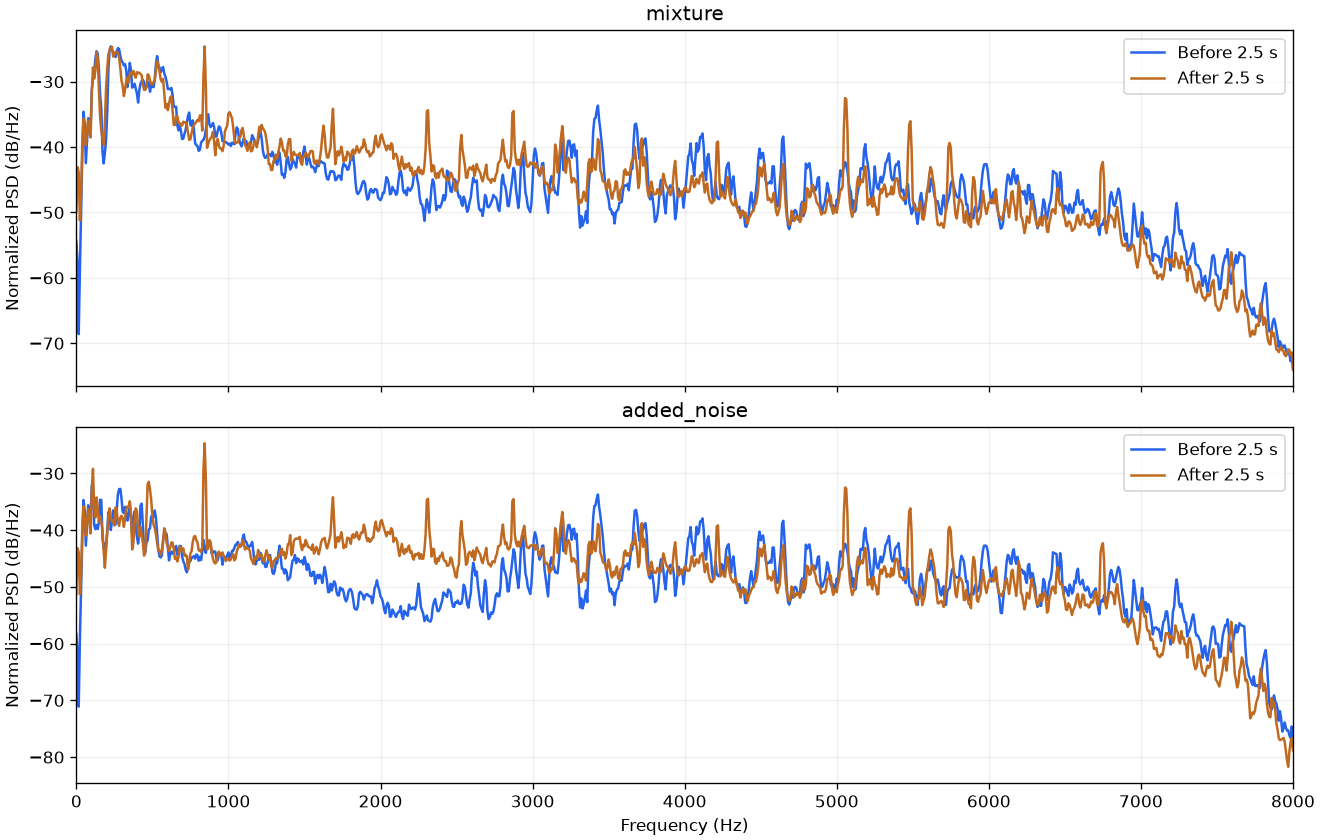 mixture
Normalized PSD (dB/Hz)
−30
−40
−50
−60
−70
Before 2.5 s
After 2.5 s
added_noise
Normalized PSD (dB/Hz)
−30
−40
−50
−60
−70
−80
Before 2.5 s
After 2.5 s
0 1000 2000 3000 4000 5000 6000 7000 8000
Frequency (Hz)